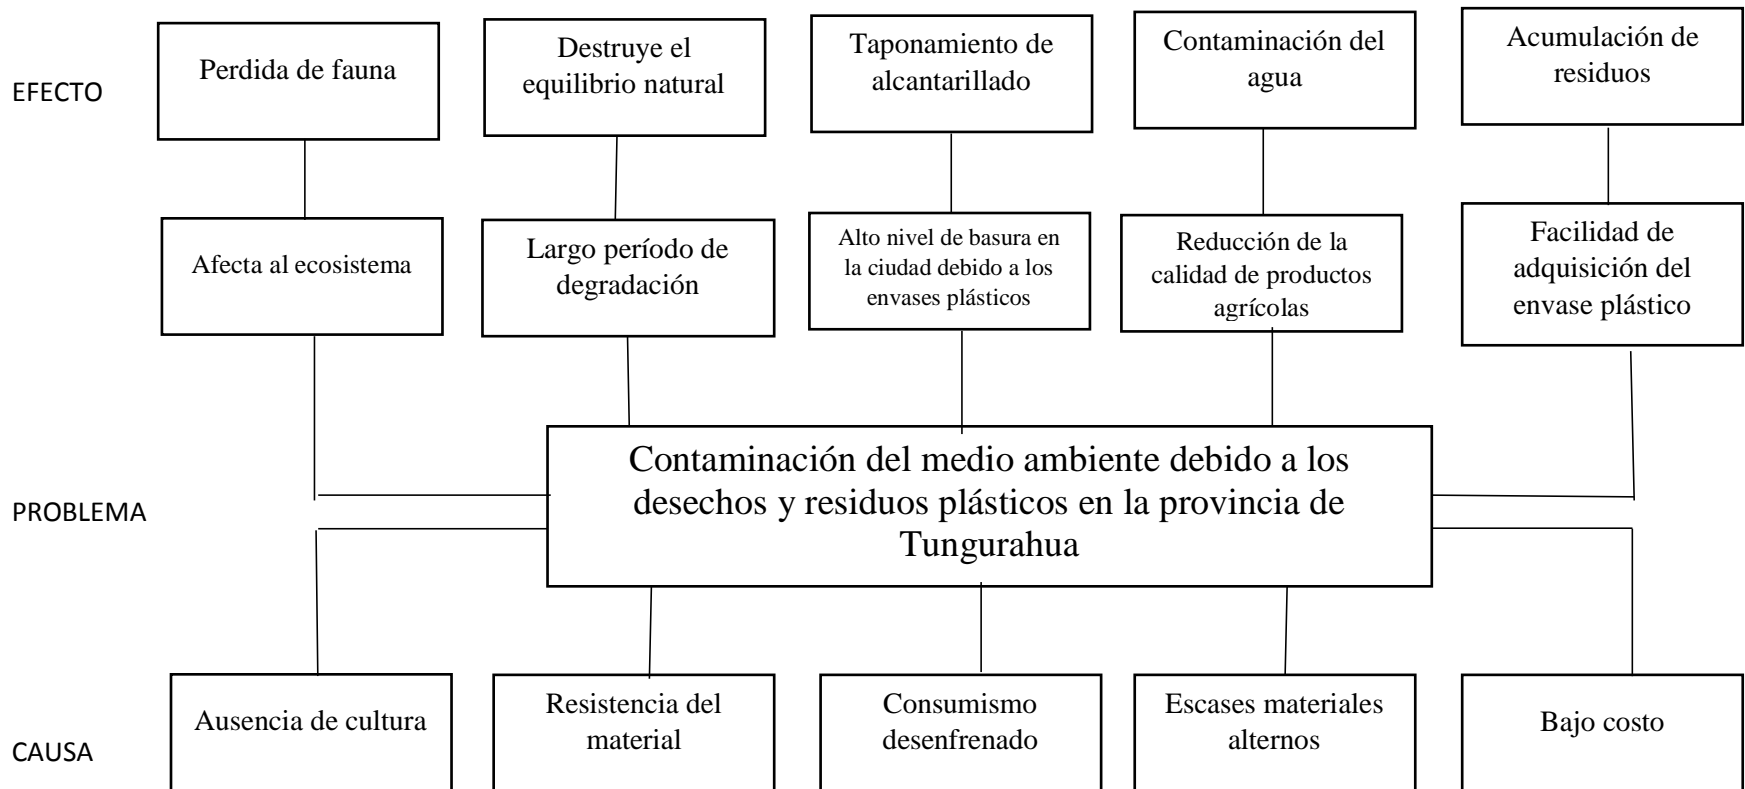 EFECTO
Perdida de fauna
Destruye el
equilibrio natural
Taponamiento de
alcantarillado
Contaminación del
agua
Acumulación de
residuos
Afecta al ecosistema
Largo período de
degradación
Alto nivel de basura en
la ciudad debido a los
envases plásticos
Reducción de la
calidad de productos
agrícolas
Facilidad de
adquisición del
envase plástico
PROBLEMA
Contaminación del medio ambiente debido a los
desechos y residuos plásticos en la provincia de
Tungurahua
CAUSA
Ausencia de cultura
Resistencia del
material
Consumismo
desenfrenado
Escases materiales
alternos
Bajo costo